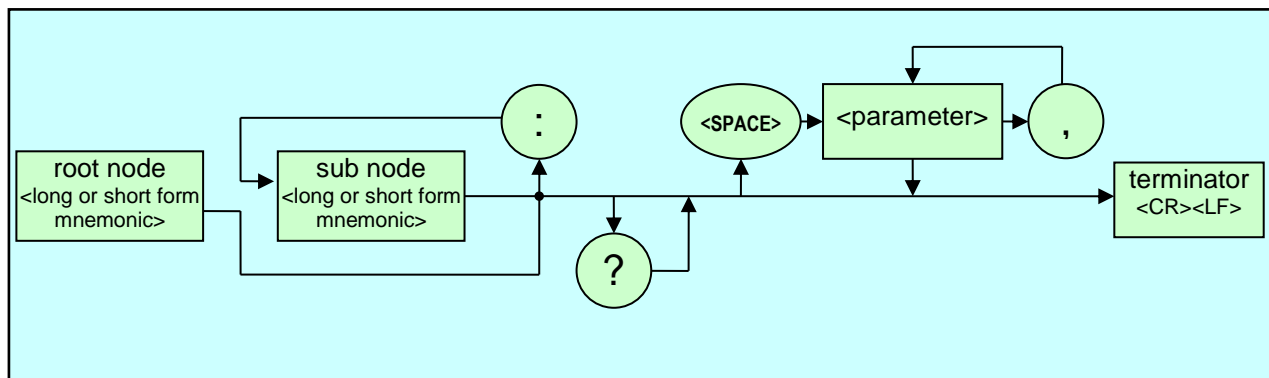 root node
<long or short form
mnemonic>
:
sub node
<long or short form
mnemonic>
?
<SPACE>
<parameter>
,
terminator
<CR><LF>